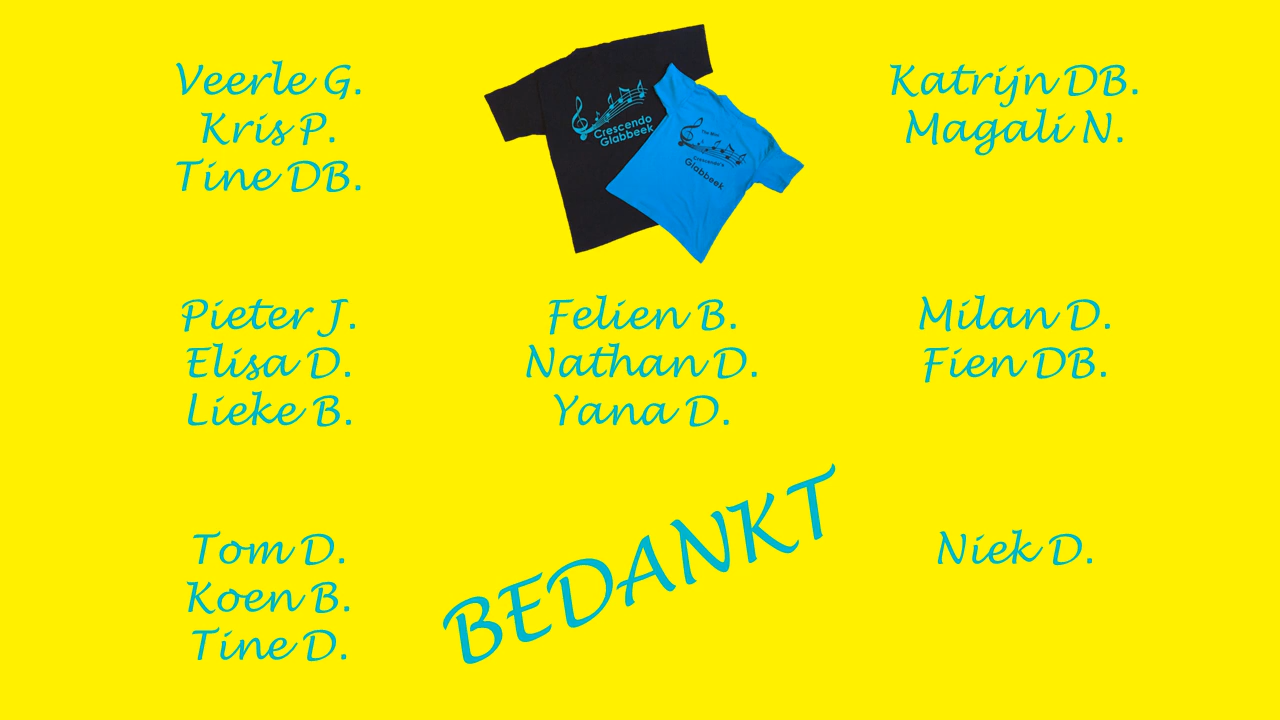 Veerle G.
Kris P.
Tine DB.
Crescendo
Glabbeek
Crescendo's
Glabbeek
Katrijn DB.
Magali N.
Pieter J.
Elisa D.
Lieke B.
Felien B.
Nathan D.
Yana D.
Milan D.
Fien DB.
Tom D.
Koen B.
Tine D.
BEDANKT
Niek D.